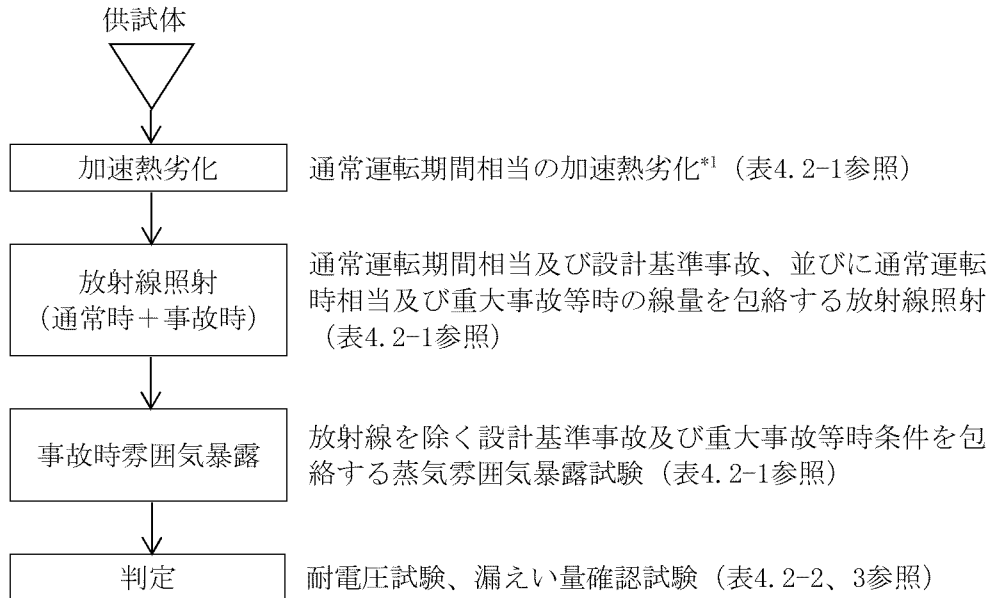 供試体
加速熱劣化
通常運転期間相当の加速熱劣化*1（表4.2-1参照）
放射線照射
（通常時＋事故時）
通常運転期間相当及び設計基準事故、並びに通常運転
時相当及び重大事故等時の線量を包絡する放射線照射
（表4.2-1参照）
事故時雰囲気暴露
放射線を除く設計基準事故及び重大事故等時条件を包
絡する蒸気雰囲気暴露試験（表4.2-1参照）
判定
耐電圧試験、漏えい量確認試験（表4.2-2、3参照）